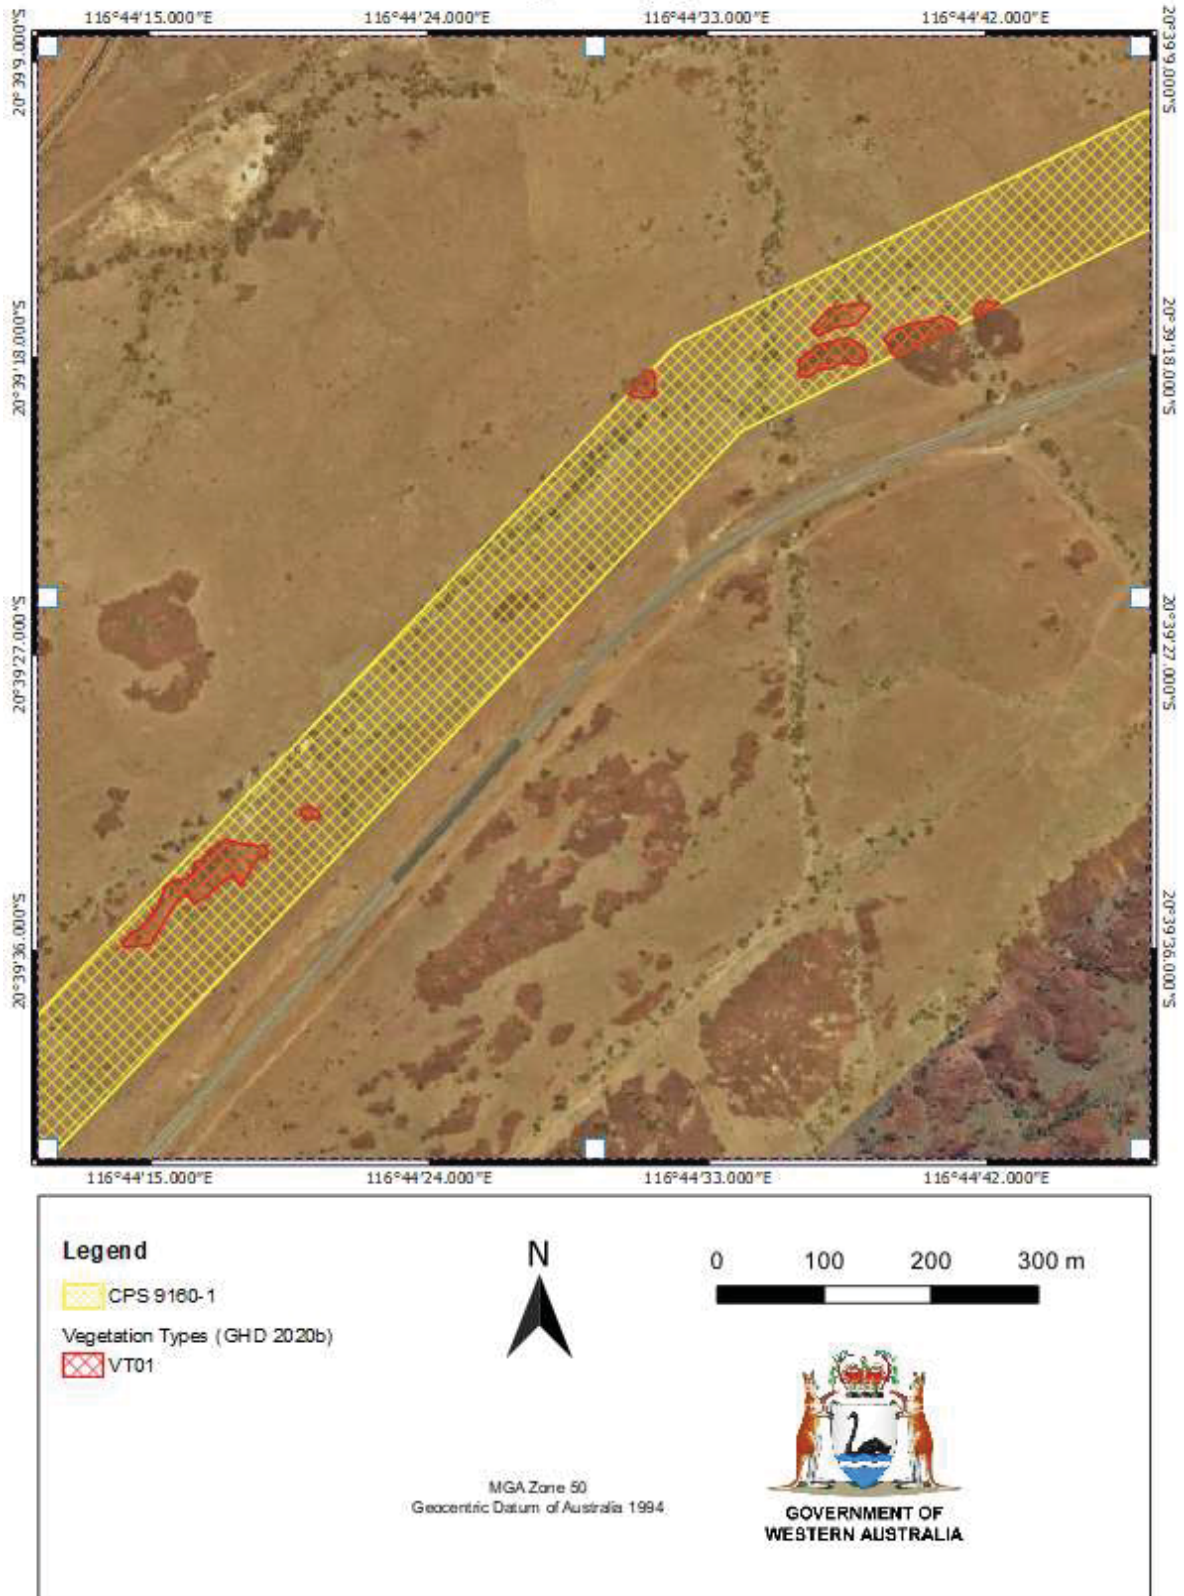 116°44'15.000"E 116°44'24.000"E 116°44'33.000"E 116°44'42.000"E
20°39'9.000"S
20°39'18.000"S
20°39'27.000"S
20°39'36.000"S
20°39'9.000"S
20°39'18.000"S
20°39'27.000"S
20°39'36.000"S
116°44'15.000"E 116°44'24.000"E 116°44'33.000"E 116°44'42.000"E
Legend
CPS 9160-1
Vegetation Types (GHD 2020b)
VT01
N
0 100 200 300 m
MGA Zone 50
Geocentric Datum of Australia 1994
GOVERNMENT OF
WESTERN AUSTRALIA